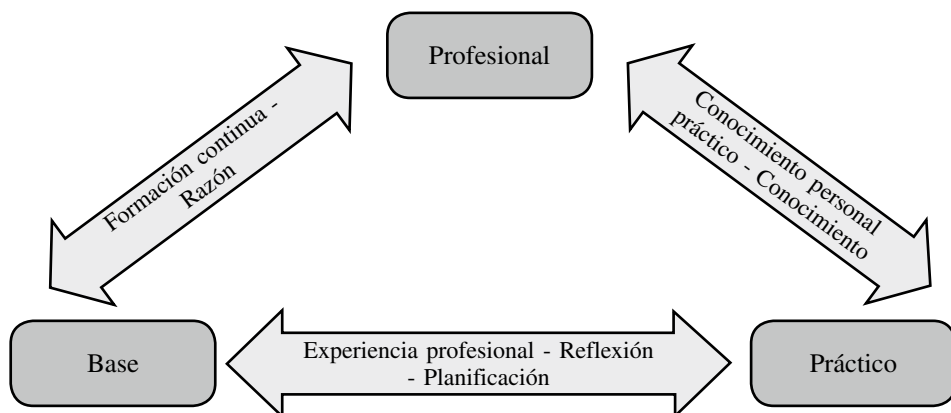 Profesional
Formación continua -
Razón
Conocimiento personal
práctico - Conocimiento
Base
Experiencia profesional - Reflexión
- Planificación
Práctico